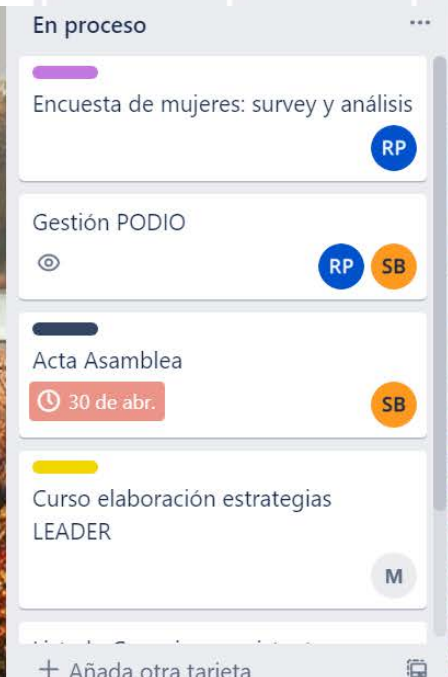 En proceso
Encuesta de mujeres: survey y análisis
RP
Gestión PODIO
RP SB
Acta Asamblea
30 de abr.
SB
Curso elaboración estrategias
LEADER
M
+ Añada otra tarjeta